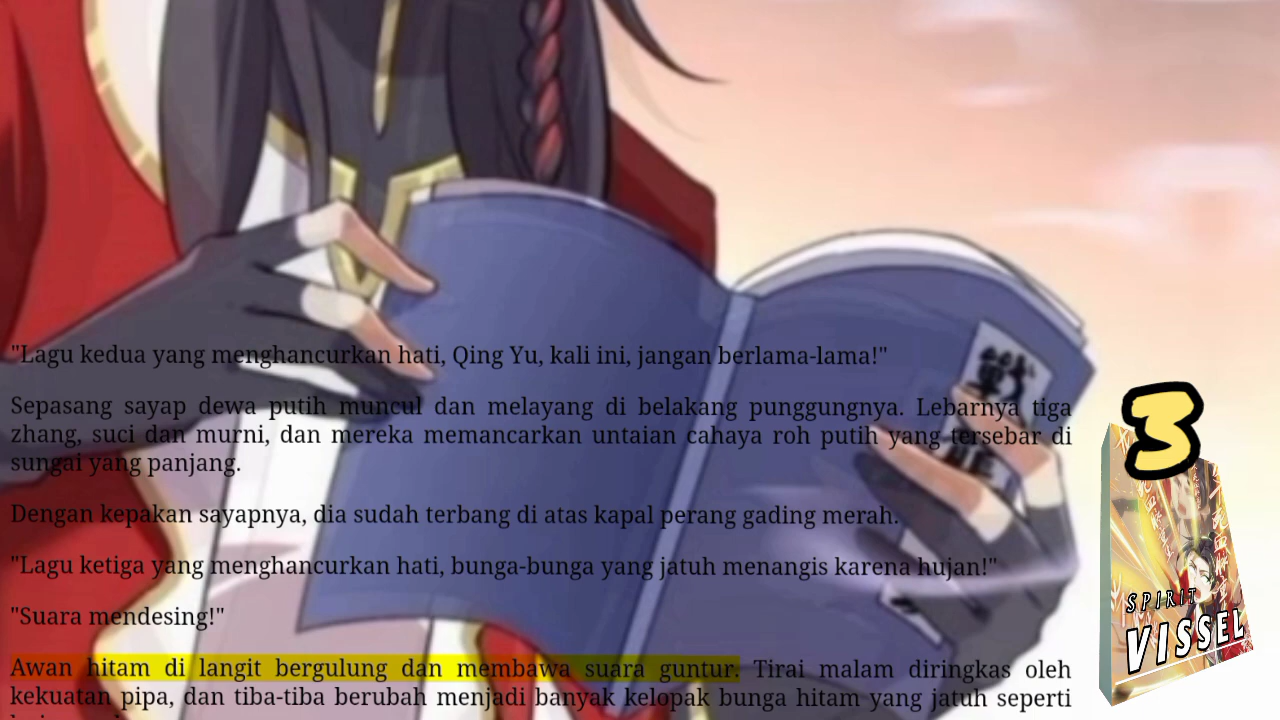 "Lagu kedua yang menghancurkan hati, Qing Yu, kali ini, jangan berlama-lama!"
Sepasang sayap dewa putih muncul dan melayang di belakang punggungnya. Lebarnya tiga
zhang, suci dan murni, dan mereka memancarkan untaian cahaya roh putih yang tersebar di
sungai yang panjang.
Dengan kepakan sayapnya, dia sudah terbang di atas kapal perang gading merah.
"Lagu ketiga yang menghancurkan hati, bunga-bunga yang jatuh menangis karena hujan!"
"Suara mendesing!"
Awan hitam di langit bergulung dan membawa suara guntur. Tirai malam diringkas oleh
kekuatan pipa, dan tiba-tiba berubah menjadi banyak kelopak bunga hitam yang jatuh seperti
戦
3
SPIRIT
VISSEL